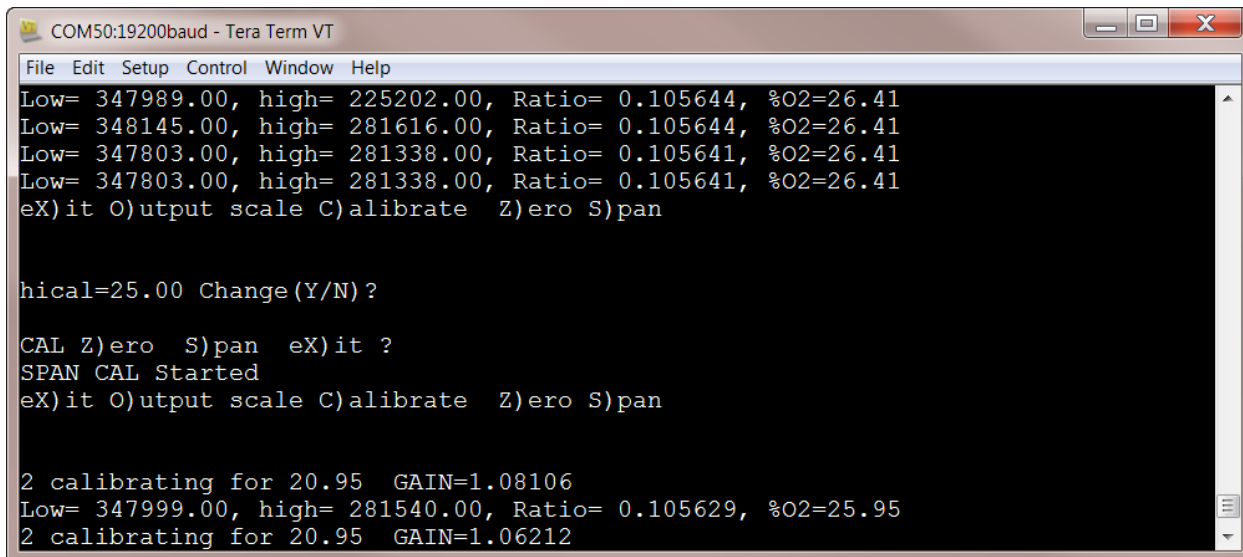 COM50:19200baud - Tera Term VT
File Edit Setup Control Window Help
Low= 347989.00, high= 225202.00, Ratio= 0.105644, %O2=26.41
Low= 348145.00, high= 281616.00, Ratio= 0.105644, %O2=26.41
Low= 347803.00, high= 281338.00, Ratio= 0.105641, %O2=26.41
Low= 347803.00, high= 281338.00, Ratio= 0.105641, %O2=26.41
eX)it O)utput scale C)alibrate  Z)ero S)pan
hical=25.00 Change(Y/N)?
CAL Z)ero  S)pan  eX)it ?
SPAN CAL Started
eX)it O)utput scale C)alibrate  Z)ero S)pan
2 calibrating for 20.95  GAIN=1.08106
Low= 347999.00, high= 281540.00, Ratio= 0.105629, %O2=25.95
2 calibrating for 20.95  GAIN=1.06212